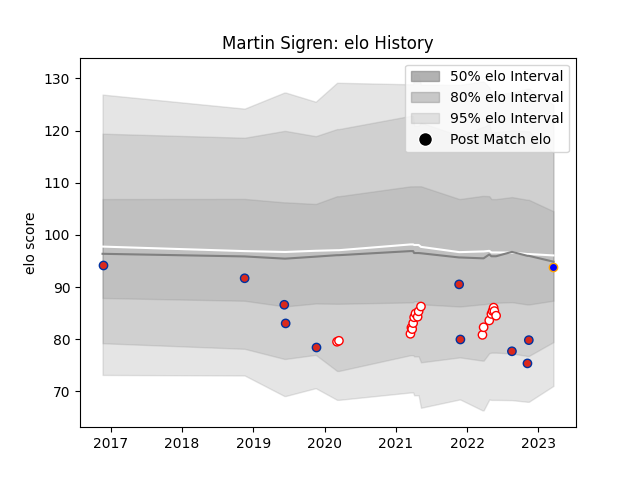 Martin Sigren: elo History
50% elo Interval
80% elo Interval
95% elo Interval
Post Match elo
elo score
130
120
110
100
90
80
70
2017 2018 2019 2020 2021 2022 2023